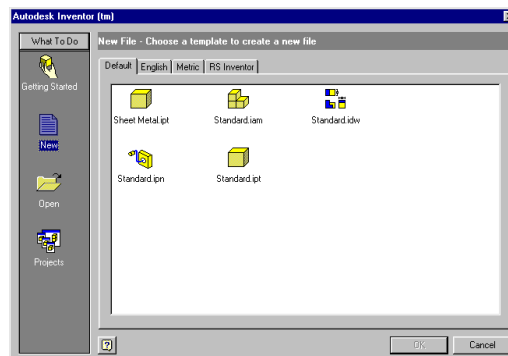 Autodesk Inventor (tm)
What To Do
New File - Choose a template to create a new file
Default English Metric RS Inventor
Getting Started
New
Open
Projects
Sheet Metal.ipt Standard.iam Standard.idw
Standard.ipn Standard.ipt
OK Cancel